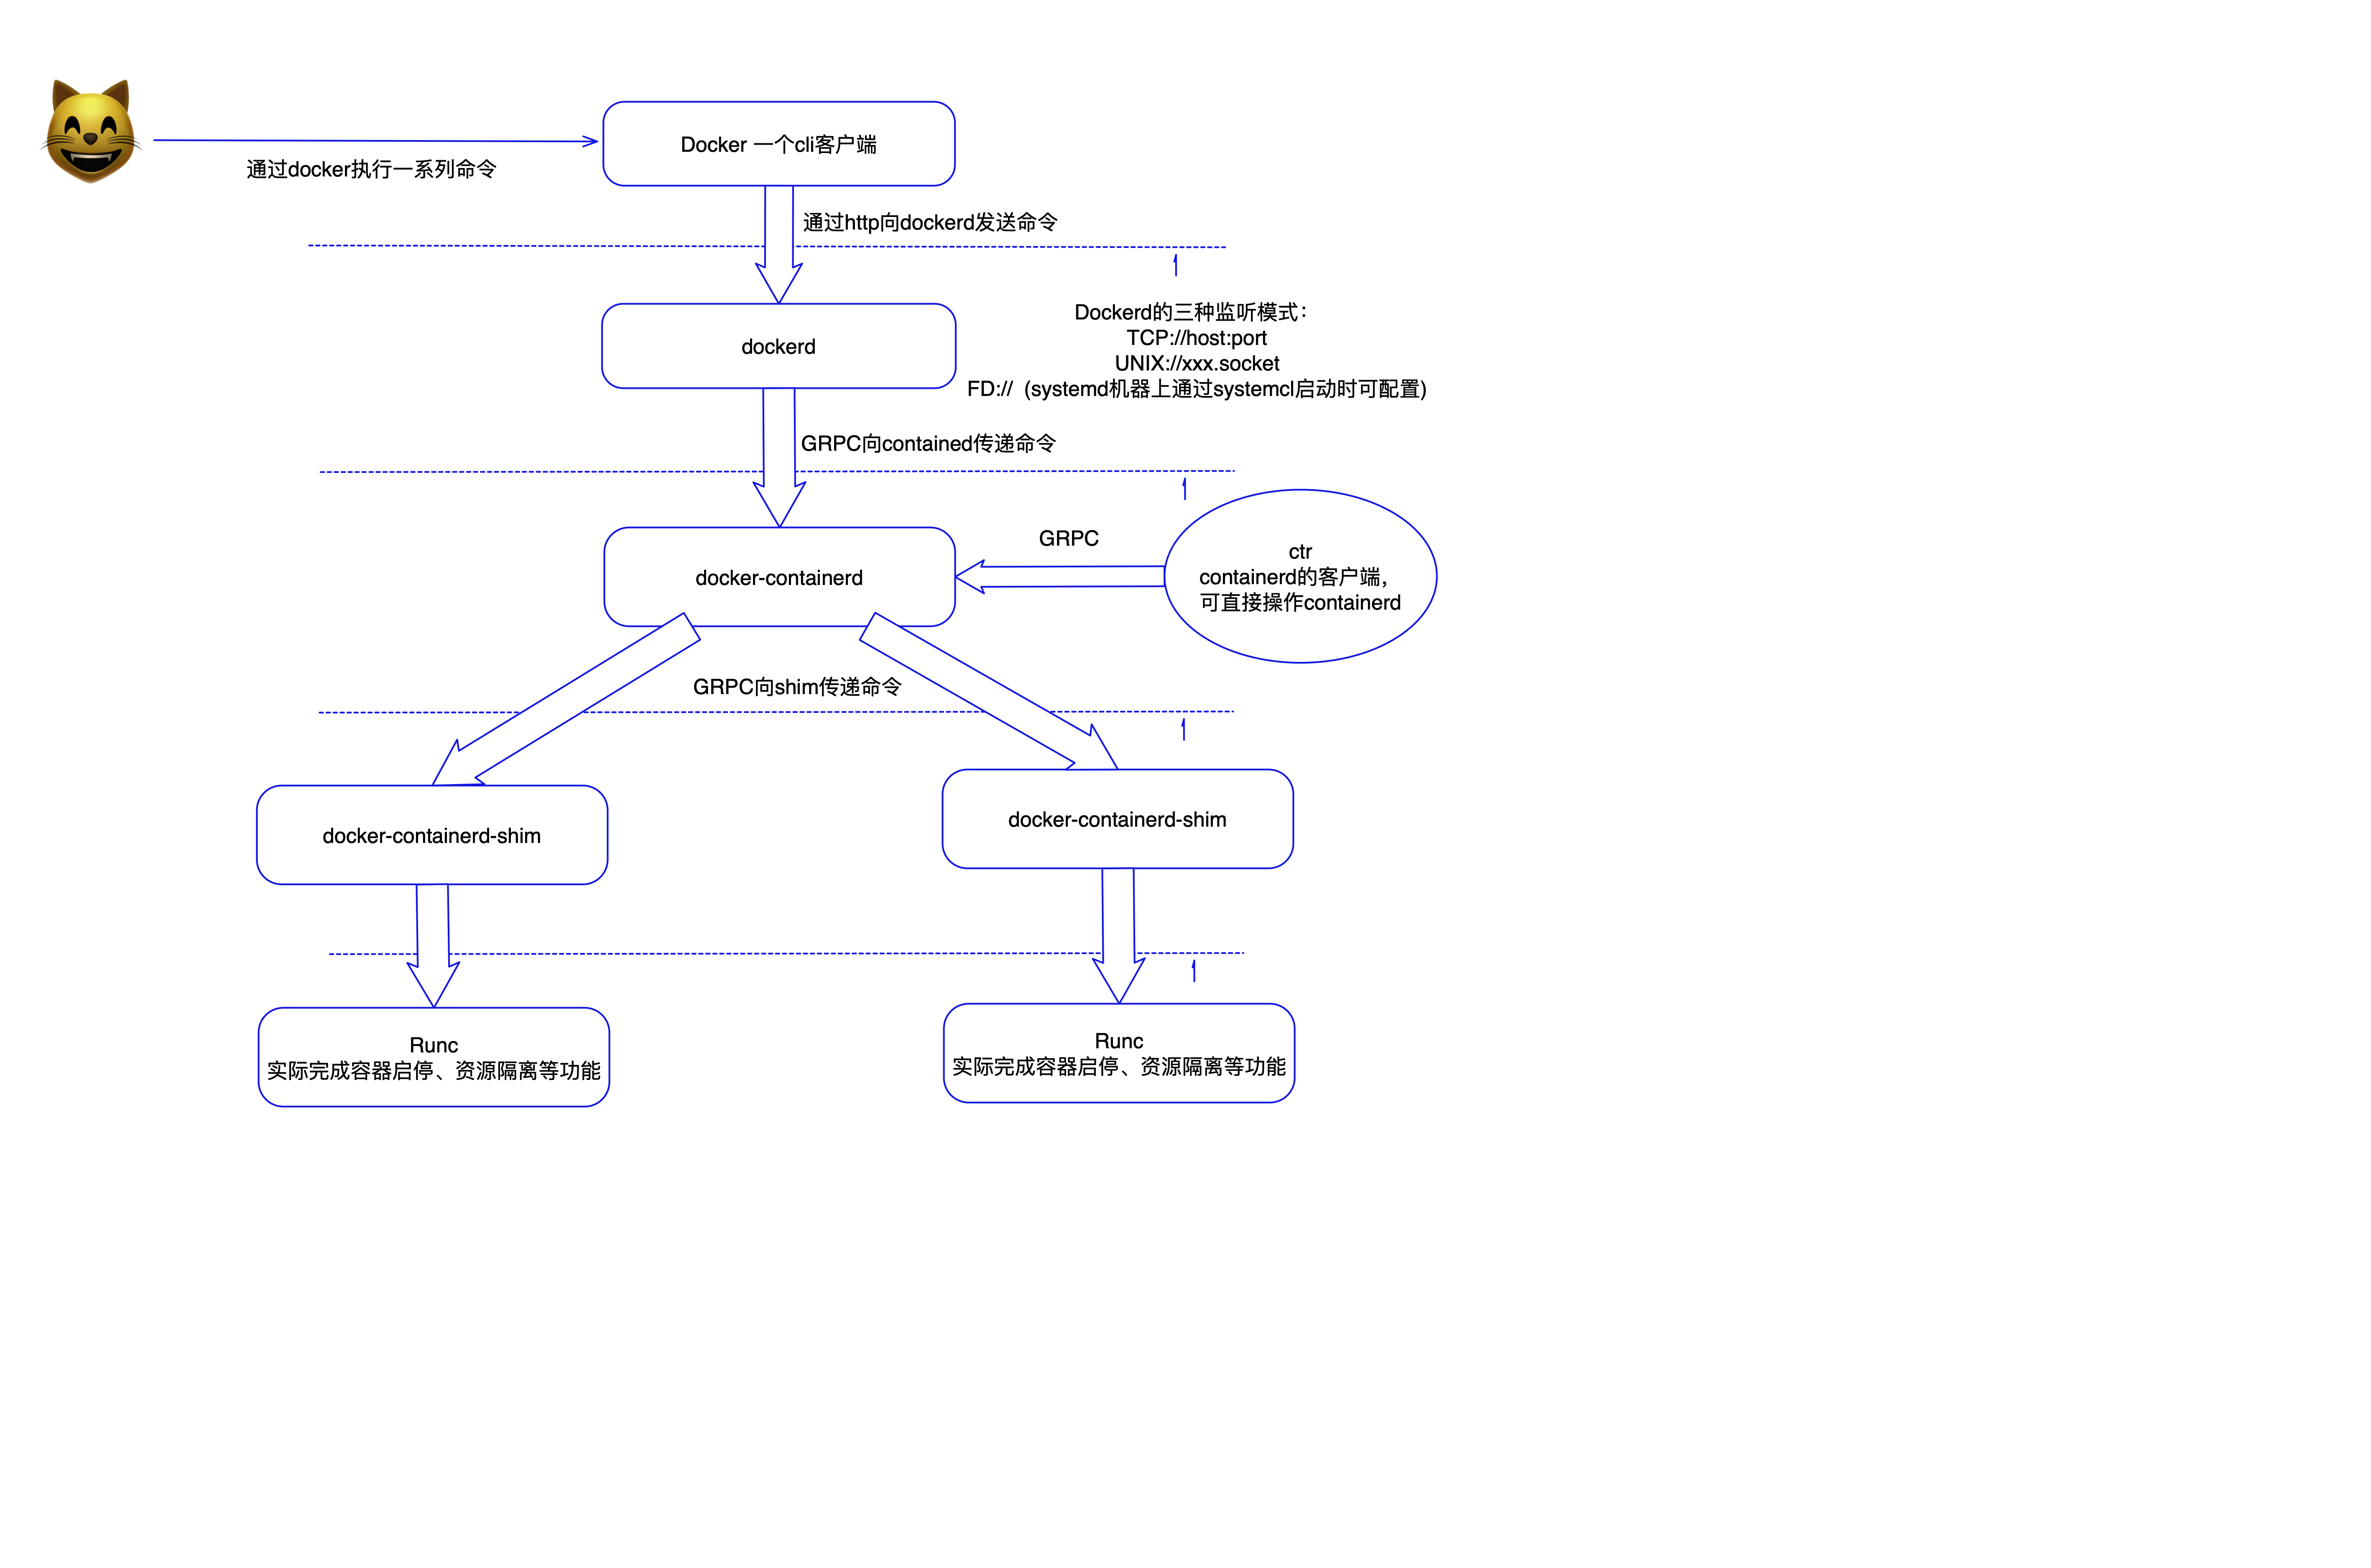 Docker 一个cli客户端
通过docker执行一系列命令
通过http向dockerd发送命令
dockerd
Dockerd的三种监听模式：
TCP://host:port
UNIX://xxx.socket
FD:// (systemd机器上通过systemcl启动时可配置)
GRPC向contained传递命令
docker-containerd
GRPC
ctr
containerd的客户端，
可直接操作containerd
GRPC向shim传递命令
docker-containerd-shim
docker-containerd-shim
Runc
实际完成容器启停、资源隔离等功能
Runc
实际完成容器启停、资源隔离等功能